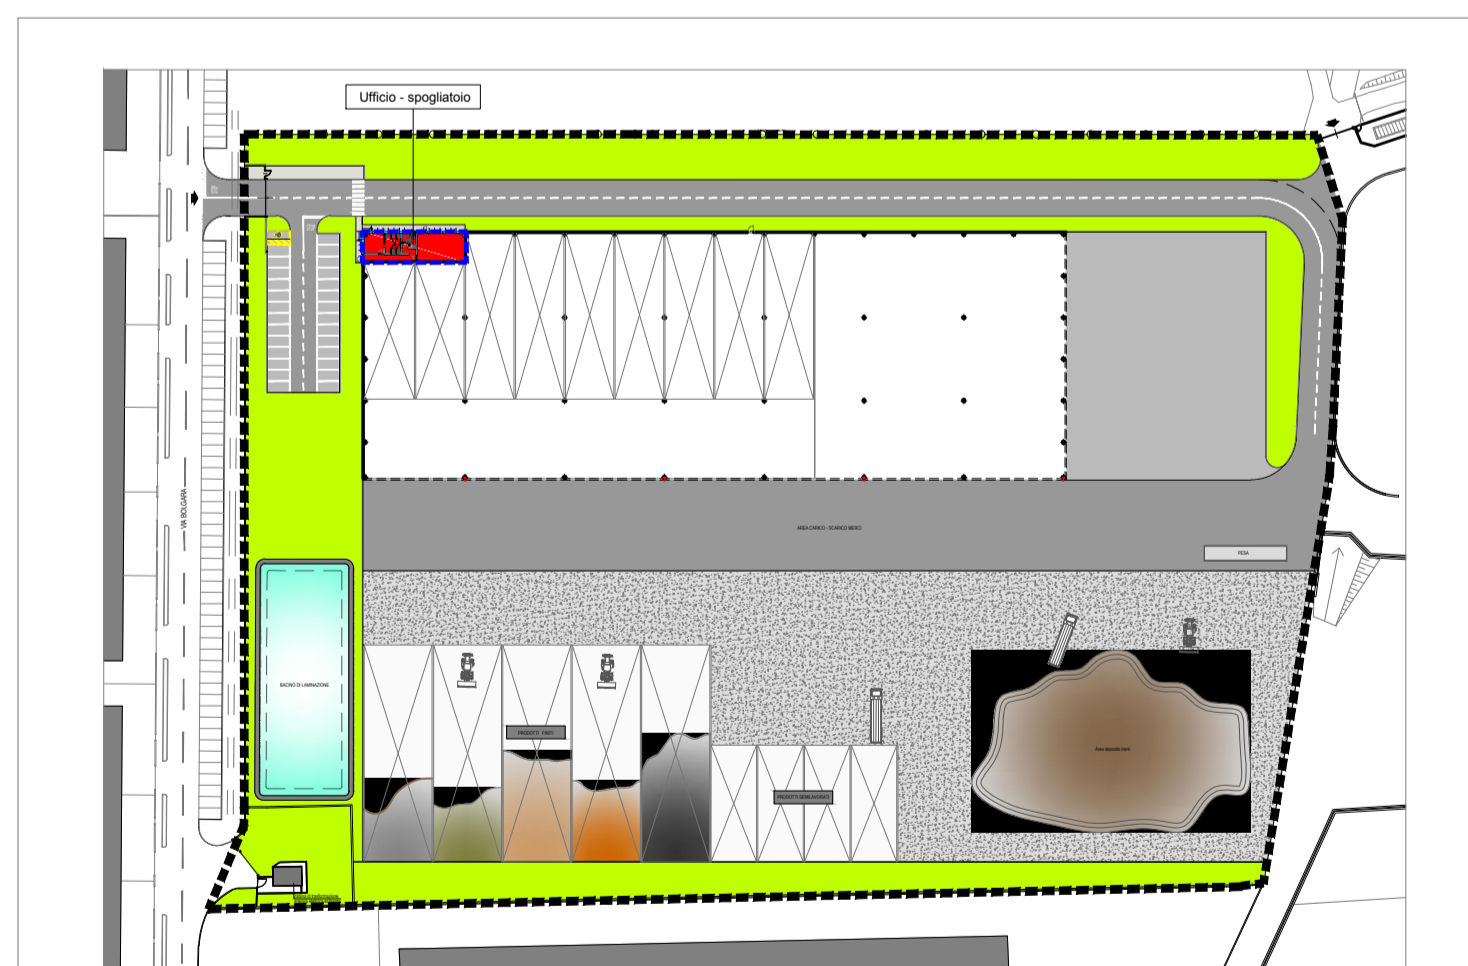 Ufficio - spogliatoio
VIA BOLGARA
AREA CARICO - SCARICO MERCI
PESA
BACINO DI LAMINAZIONE
PRODOTTI FINITI
Area deposito inerti
PRODOTTI SEMILAVORATI